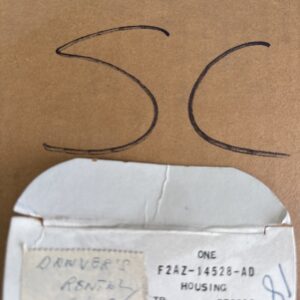 SC
ONE
F2AZ-14528-AD
HOUSING
DANVER'S
RENTAL